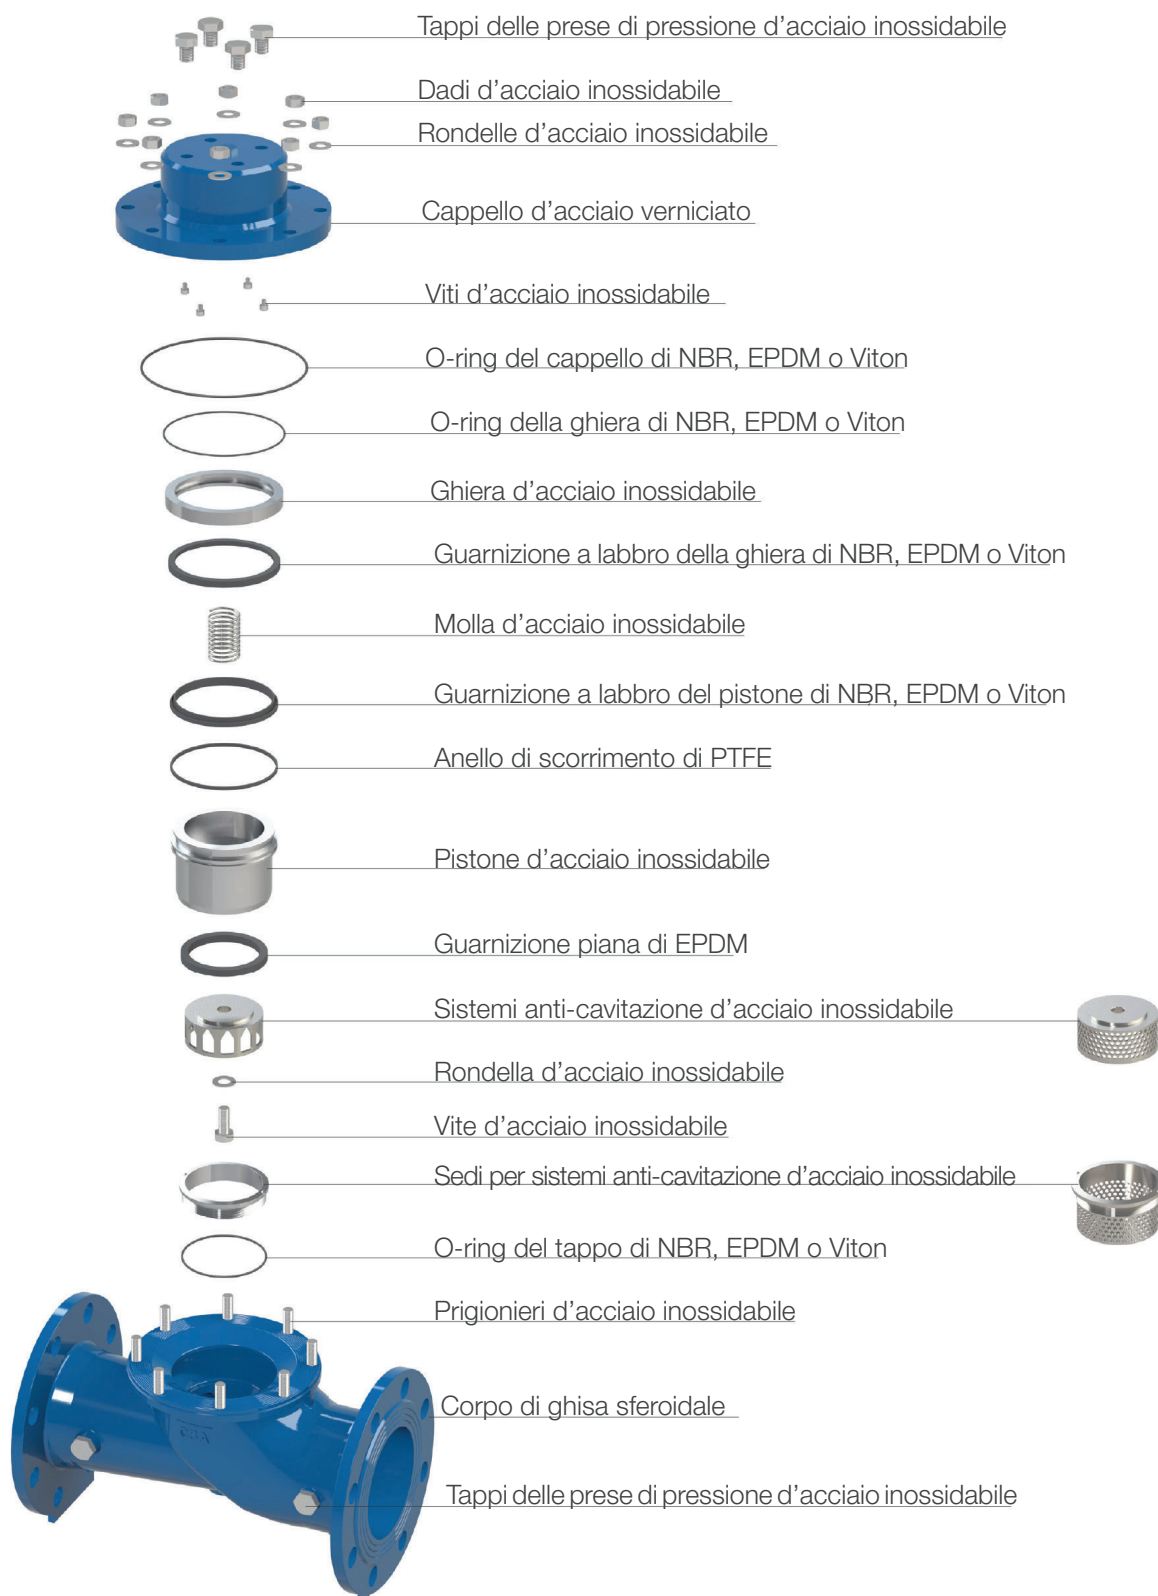 Tappi delle prese di pressione d’acciaio inossidabile
Dadi d’acciaio inossidabile
Rondelle d’acciaio inossidabile
Cappello d’acciaio verniciato
Viti d’acciaio inossidabile
O-ring del cappello di NBR, EPDM o Viton
O-ring della ghiera di NBR, EPDM o Viton
Ghiera d’acciaio inossidabile
Guarnizione a labbro della ghiera di NBR, EPDM o Viton
Molla d’acciaio inossidabile
Guarnizione a labbro del pistone di NBR, EPDM o Viton
Anello di scorrimento di PTFE
Pistone d’acciaio inossidabile
Guarnizione piana di EPDM
Sistemi anti-cavitazione d’acciaio inossidabile
Rondella d’acciaio inossidabile
Vite d’acciaio inossidabile
Sedi per sistemi anti-cavitazione d’acciaio inossidabile
O-ring del tappo di NBR, EPDM o Viton
Prigionieri d’acciaio inossidabile
Corpo di ghisa sferoidale
Tappi delle prese di pressione d’acciaio inossidabile